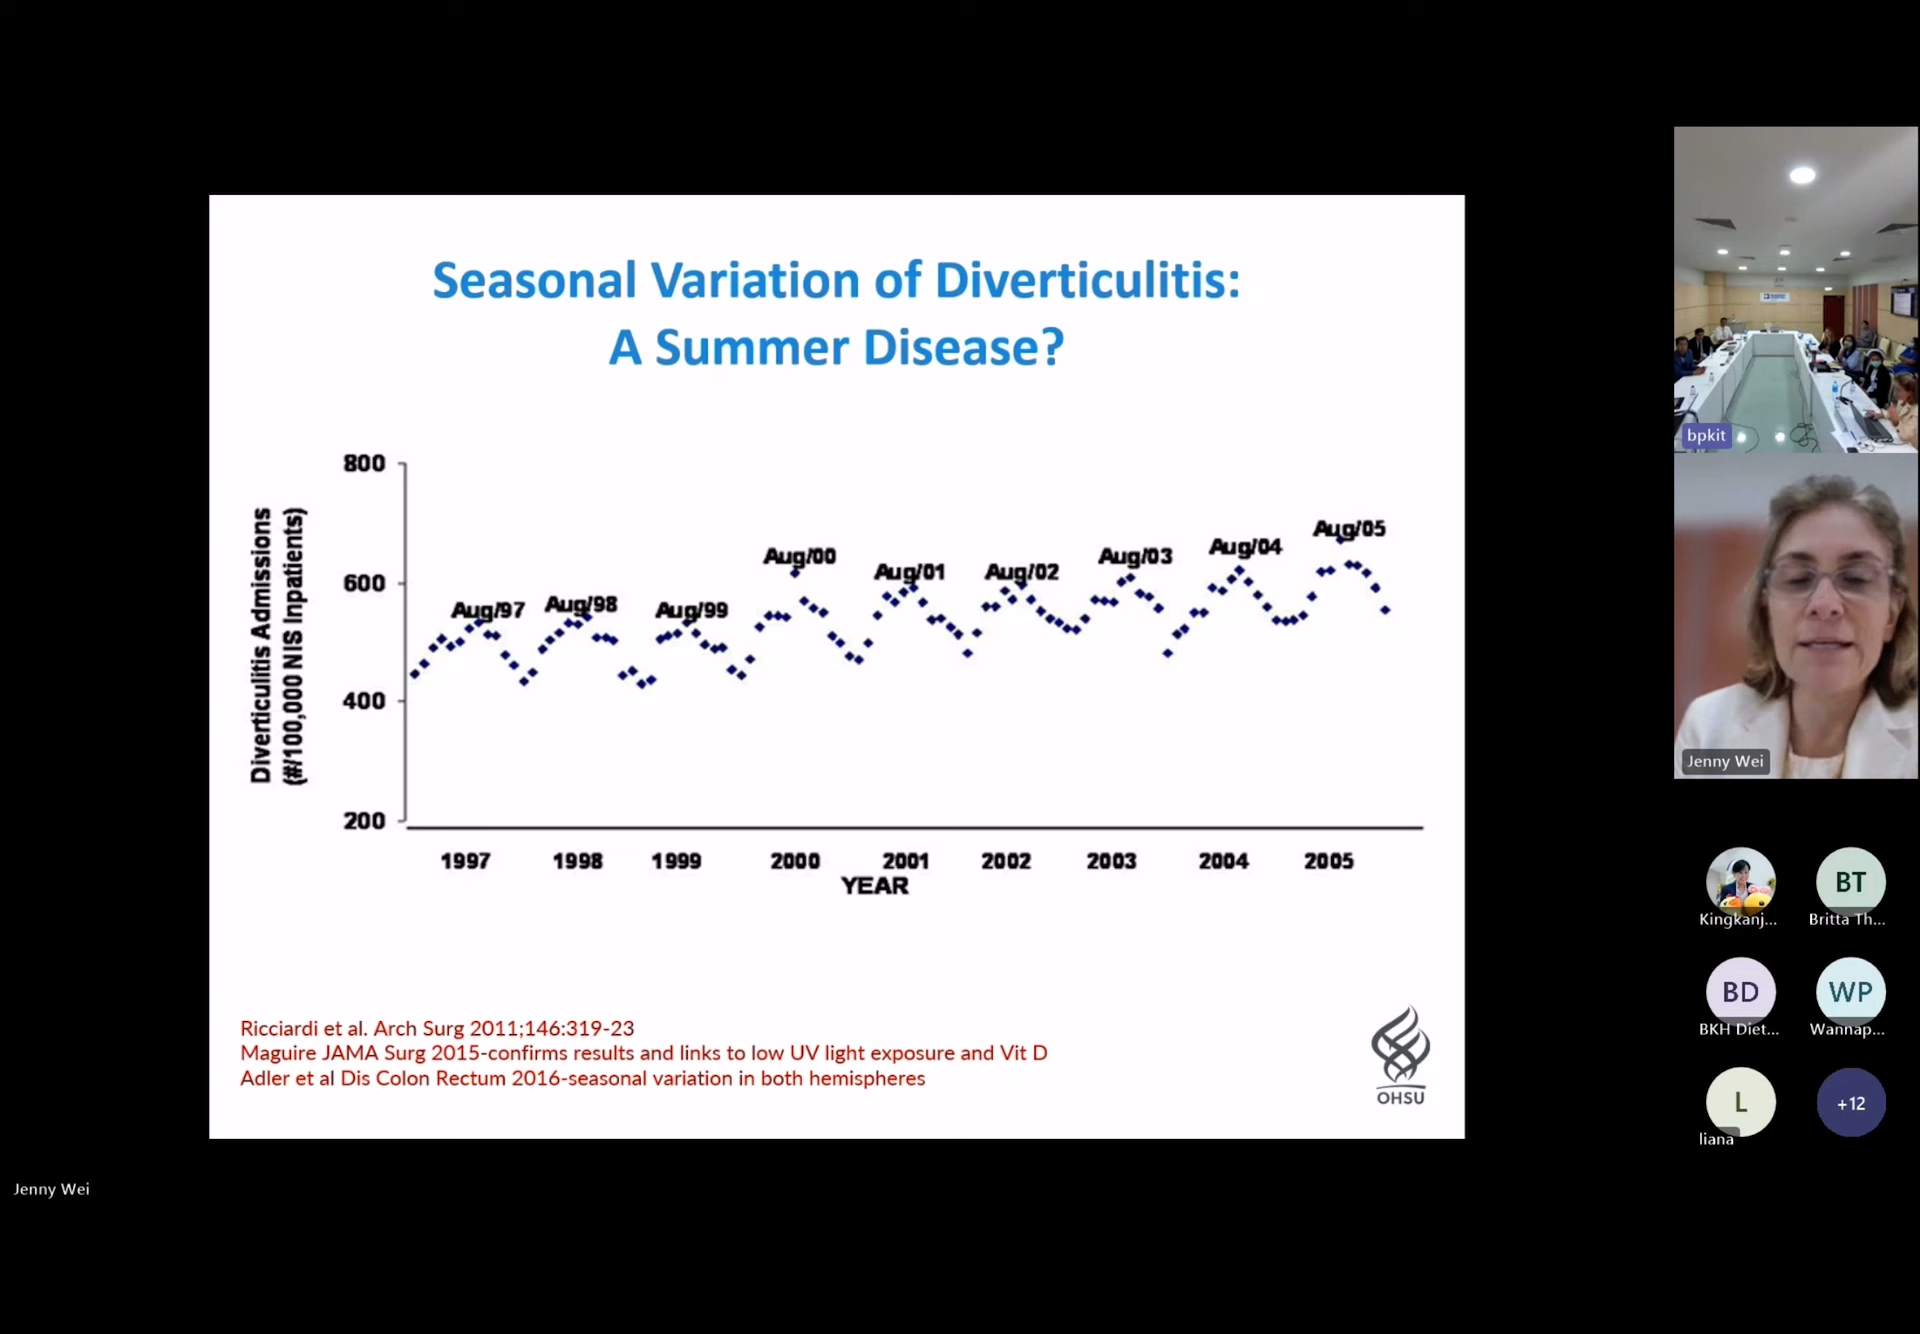 Seasonal Variation of Diverticulitis:
A Summer Disease?
Diverticulitis Admissions
(#/100,000 NIS Inpatients)
800
600
400
200
Aug/97
Aug/98
Aug/99
Aug/00
Aug/01
Aug/02
Aug/03
Aug/04
Aug/05
1997 1998 1999 2000 2001 2002 2003 2004 2005
YEAR
Ricciardi et al. Arch Surg 2011;146:319-23
Maguire JAMA Surg 2015-confirms results and links to low UV light exposure and Vit D
Adler et al Dis Colon Rectum 2016-seasonal variation in both hemispheres
OHSU
bpkit
Jenny Wei
Kingkanj...
BT
Britta Th...
BD
BKH Diet...
WP
Wannap...
L
liana
+12
Jenny Wei